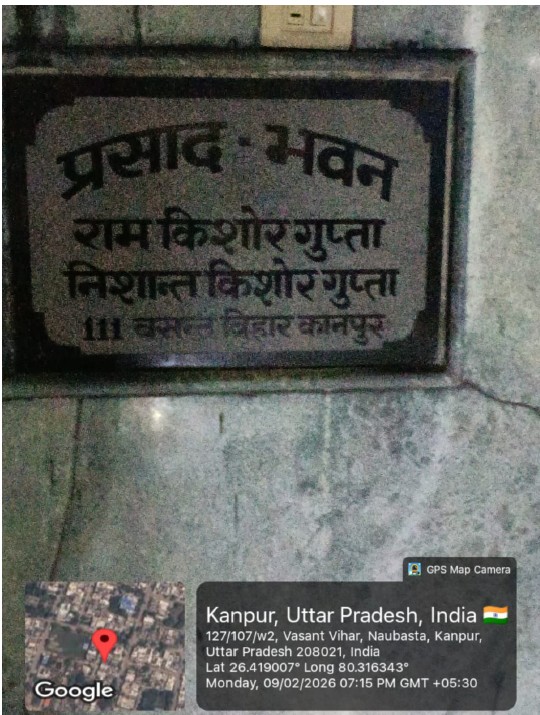 प्रसाद · भवन
राम किशोर गुप्ता
निशान्त किशोर गुप्ता
111 वसन्त विहार कानपुर
GPS Map Camera
Kanpur, Uttar Pradesh, India
127/107/w2, Vasant Vihar, Naubasta, Kanpur,
Uttar Pradesh 208021, India
Lat 26.419007° Long 80.316343°
Monday, 09/02/2026 07:15 PM GMT +05:30
Google